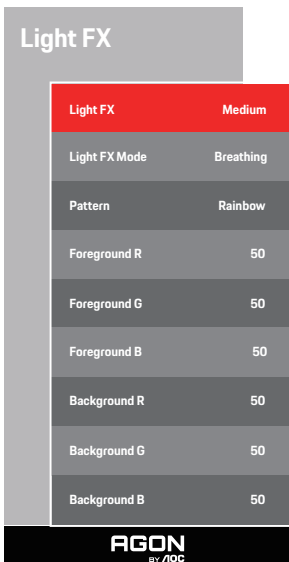 Light FX
Light FX Medium
Light FX Mode Breathing
Pattern Rainbow
Foreground R 50
Foreground G 50
Foreground B 50
Background R 50
Background G 50
Background B 50
AGON
BY AOC